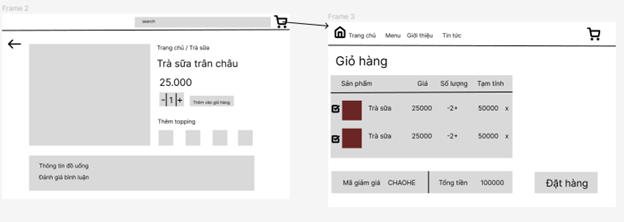 Frame 2
search
Trang chủ / Trà sữa
Trà sữa trân châu
25.000
-|1|+
Thêm vào giỏ hàng
Thêm topping
Thông tin đồ uống
Đánh giá bình luận
Frame 3
Trang chủ Menu Giới thiệu Tin tức
Giỏ hàng
Sản phẩm Giá Số lượng Tạm tính
Trà sữa 25000 -2+ 50000 x
Trà sữa 25000 -2+ 50000 x
Mã giảm giá CHAOHE Tổng tiền 100000
Đặt hàng